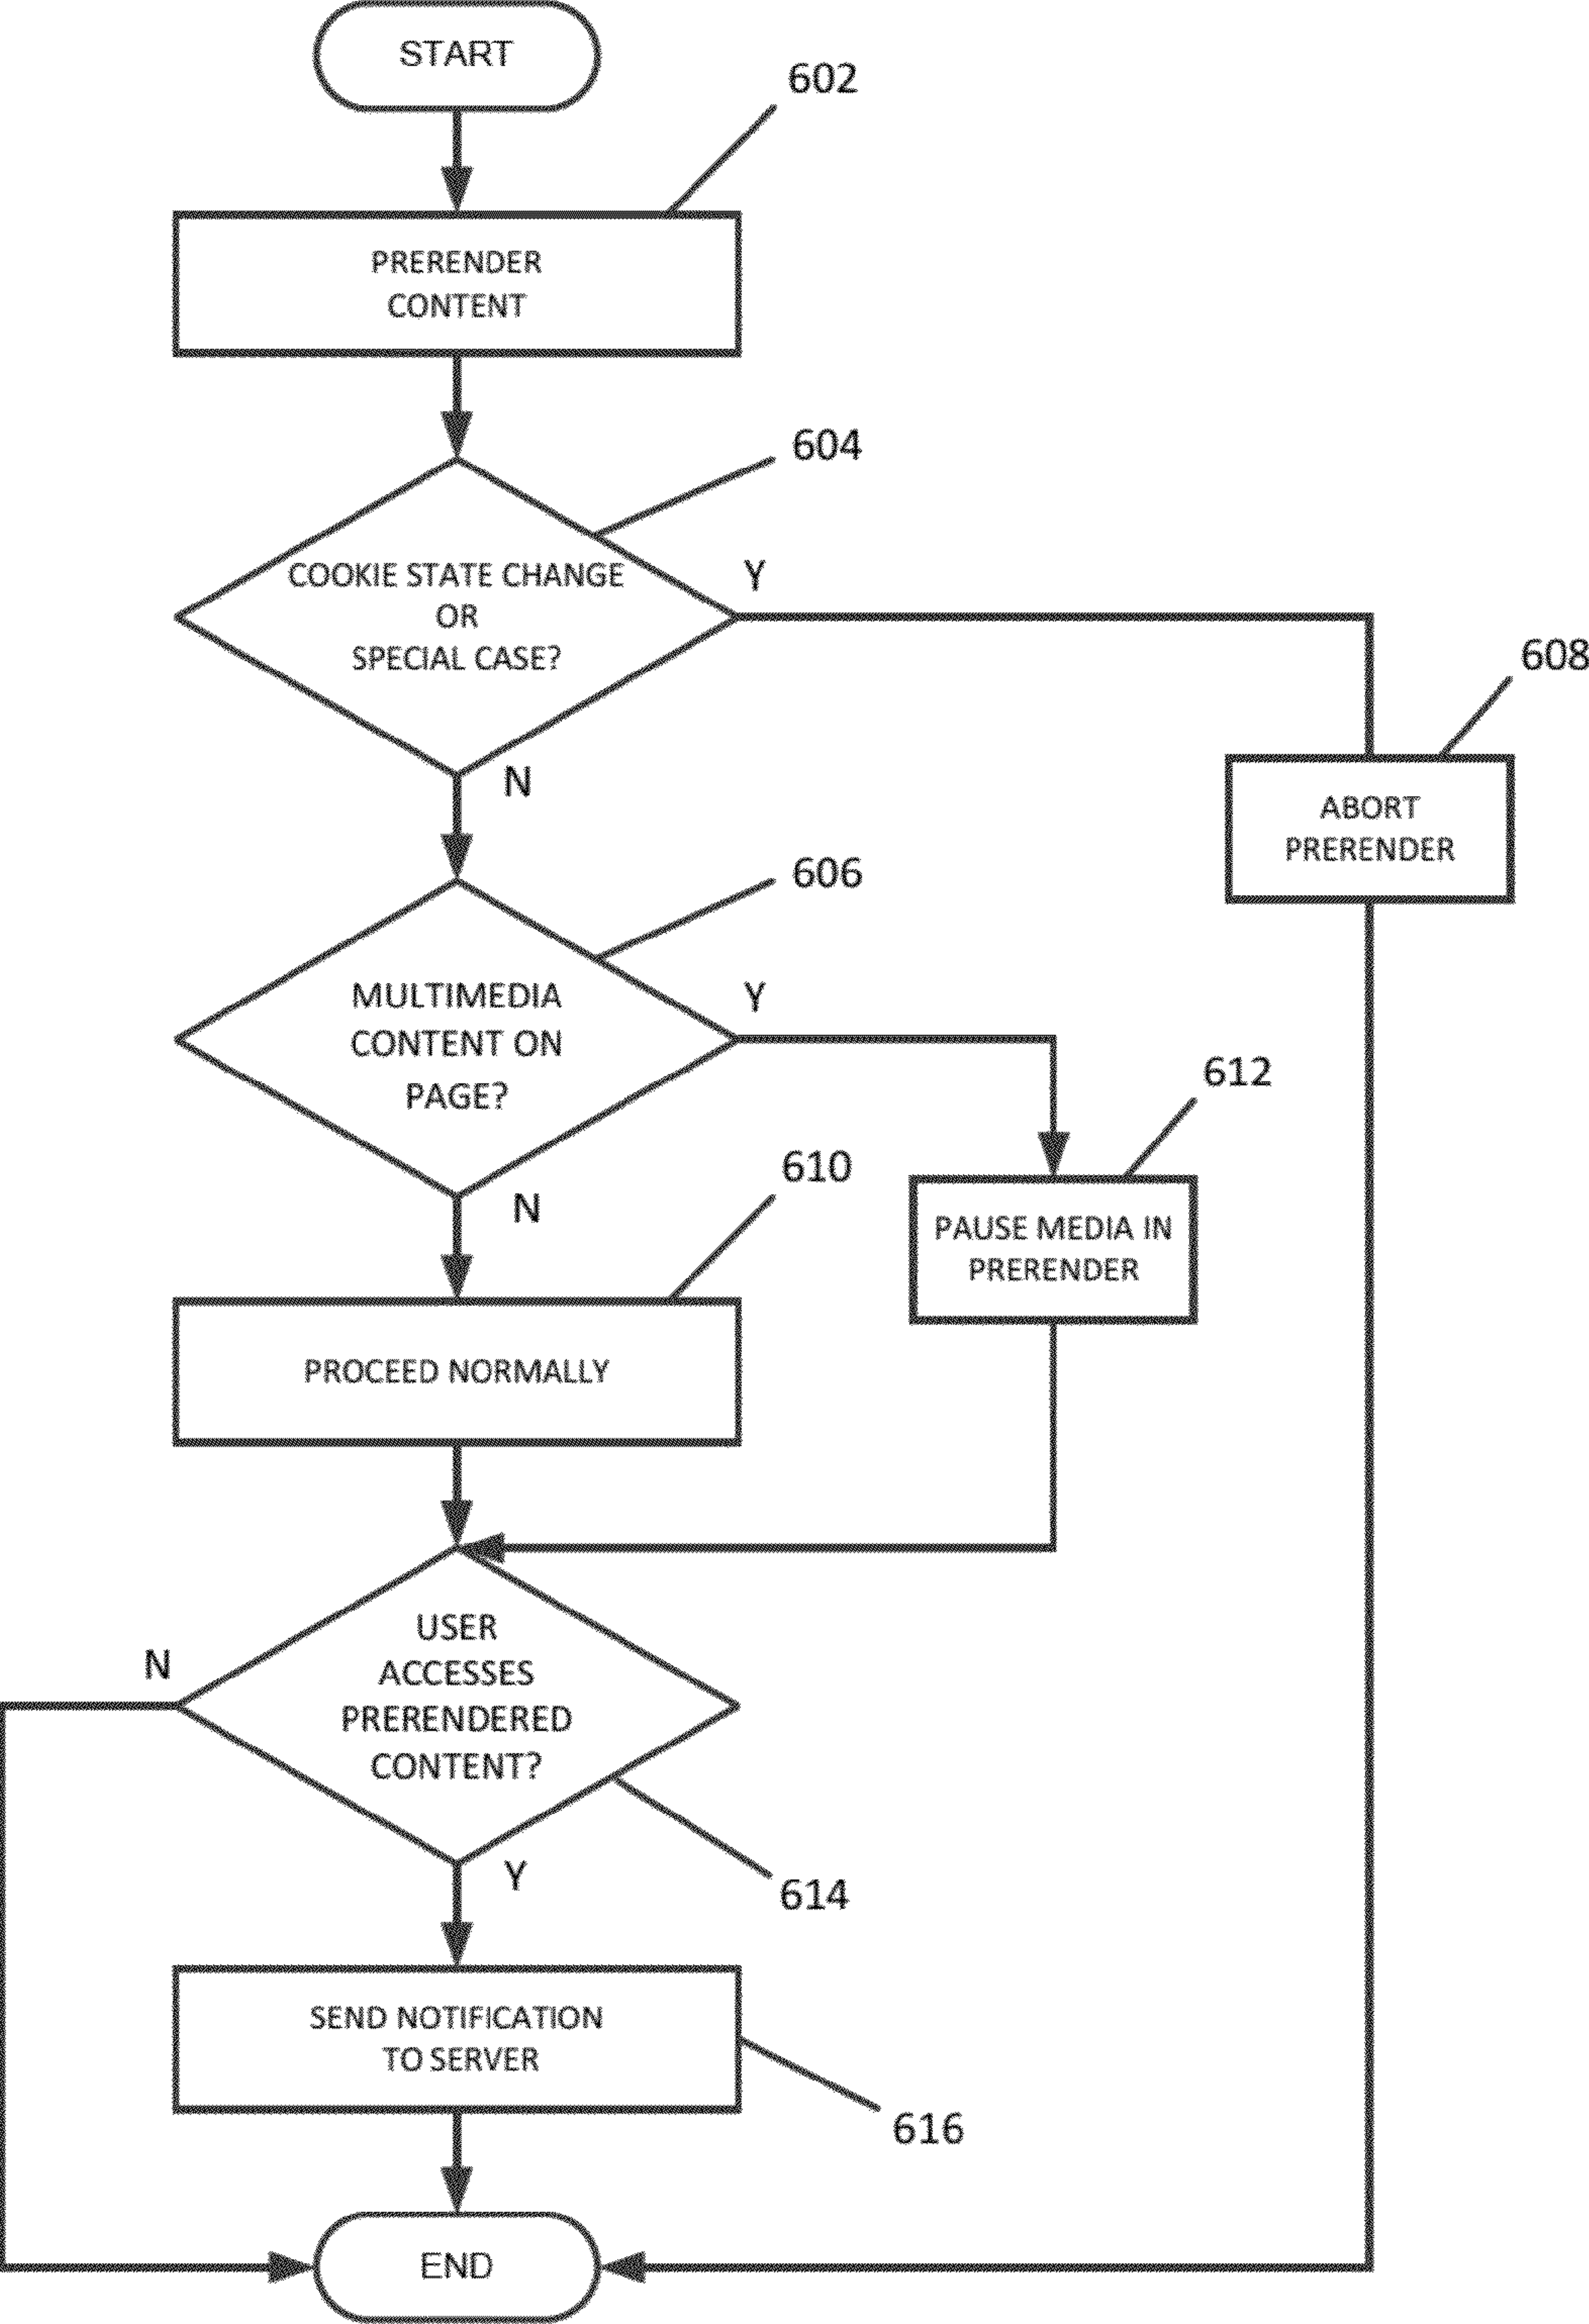 START
602
PRERENDER
CONTENT
604
COOKIE STATE CHANGE
OR
SPECIAL CASE?
Y
N
608
ABORT
PRERENDER
606
MULTIMEDIA
CONTENT ON
PAGE?
Y
N
612
PAUSE MEDIA IN
PRERENDER
610
PROCEED NORMALLY
USER
ACCESSES
PRERENDERED
CONTENT?
N
Y
614
SEND NOTIFICATION
TO SERVER
616
END